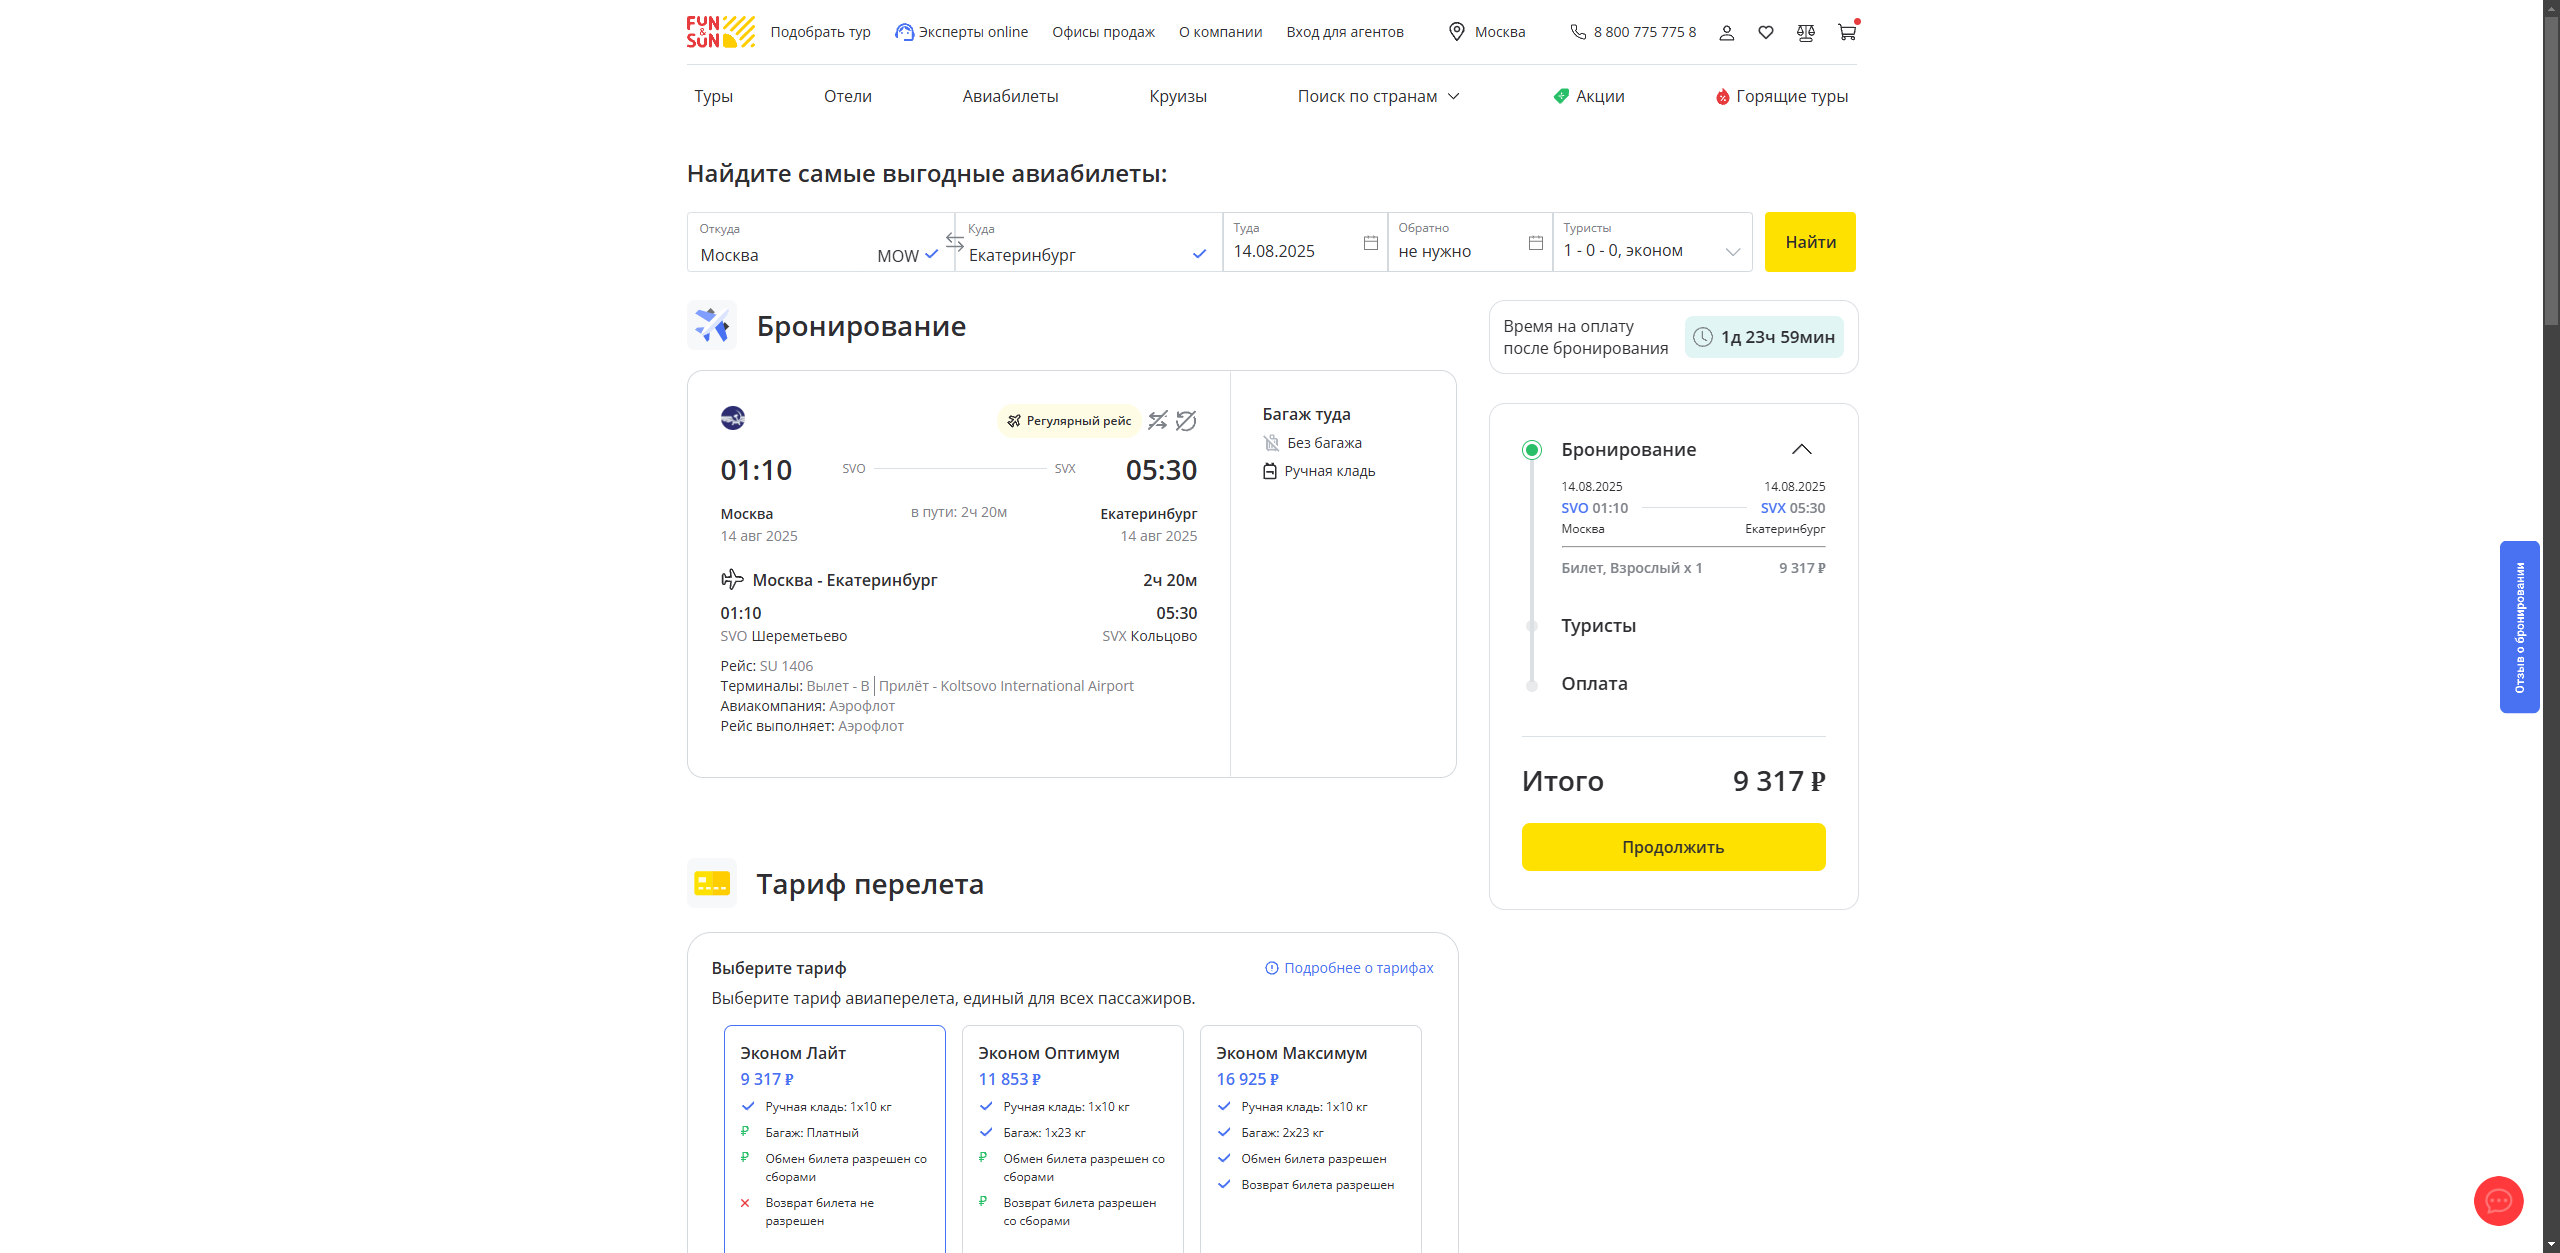 FUN & SUN
Подобрать тур
Эксперты online
Офисы продаж
О компании
Вход для агентов
Москва
8 800 775 775 8
Туры
Отели
Авиабилеты
Круизы
Поиск по странам
Акции
Горящие туры
Найдите самые выгодные авиабилеты:
Откуда
Москва
MOW
Куда
Екатеринбург
Туда
14.08.2025
Обратно
не нужно
Туристы
1 - 0 - 0, эконом
Найти
Бронирование
Регулярный рейс
01:10
SVO
SVX
05:30
Москва
в пути: 2ч 20м
Екатеринбург
14 авг 2025
14 авг 2025
Москва - Екатеринбург
2ч 20м
01:10
05:30
SVO Шереметьево
SVX Кольцово
Рейс: SU 1406
Терминалы: Вылет - B | Прилёт - Koltsovo International Airport
Авиакомпания: Аэрофлот
Рейс выполняет: Аэрофлот
Багаж туда
Без багажа
Ручная кладь
Время на оплату
после бронирования
1д 23ч 59мин
Бронирование
14.08.2025
14.08.2025
SVO 01:10
SVX 05:30
Москва
Екатеринбург
Билет, Взрослый x 1
9 317 ₽
Туристы
Оплата
Итого
9 317 ₽
Продолжить
Отзыв о бронировании
Тариф перелета
Выберите тариф
Подробнее о тарифах
Выберите тариф авиаперелета, единый для всех пассажиров.
Эконом Лайт
9 317 ₽
Ручная кладь: 1x10 кг
₽ Багаж: Платный
₽ Обмен билета разрешен со
сборами
Возврат билета не
разрешен
Эконом Оптимум
11 853 ₽
Ручная кладь: 1x10 кг
Багаж: 1x23 кг
₽ Обмен билета разрешен со
сборами
₽ Возврат билета разрешен
со сборами
Эконом Максимум
16 925 ₽
Ручная кладь: 1x10 кг
Багаж: 2x23 кг
Обмен билета разрешен
Возврат билета разрешен